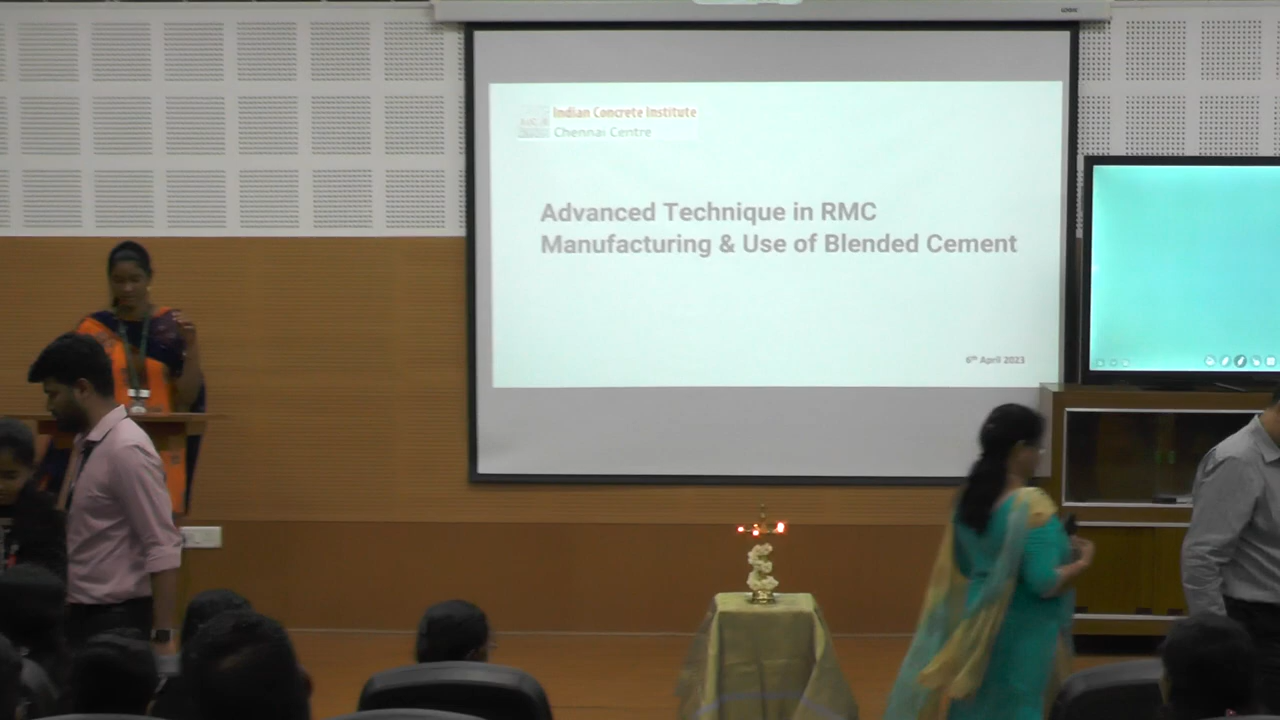 Indian Concrete Institute
Chennai Centre
Advanced Technique in RMC
Manufacturing & Use of Blended Cement
6th April 2023